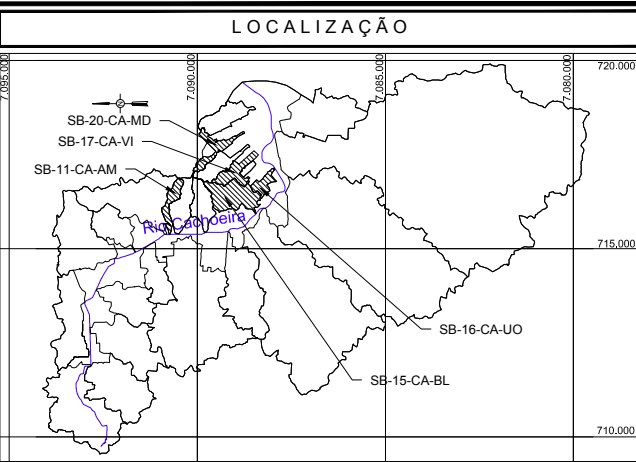 LOCALIZAÇÃO
7.095.000
7.090.000
7.085.000
7.080.000
720.000
SB-20-CA-MD
SB-17-CA-VI
SB-11-CA-AM
Rio Cachoeira
715.000
SB-16-CA-UO
SB-15-CA-BL
710.000